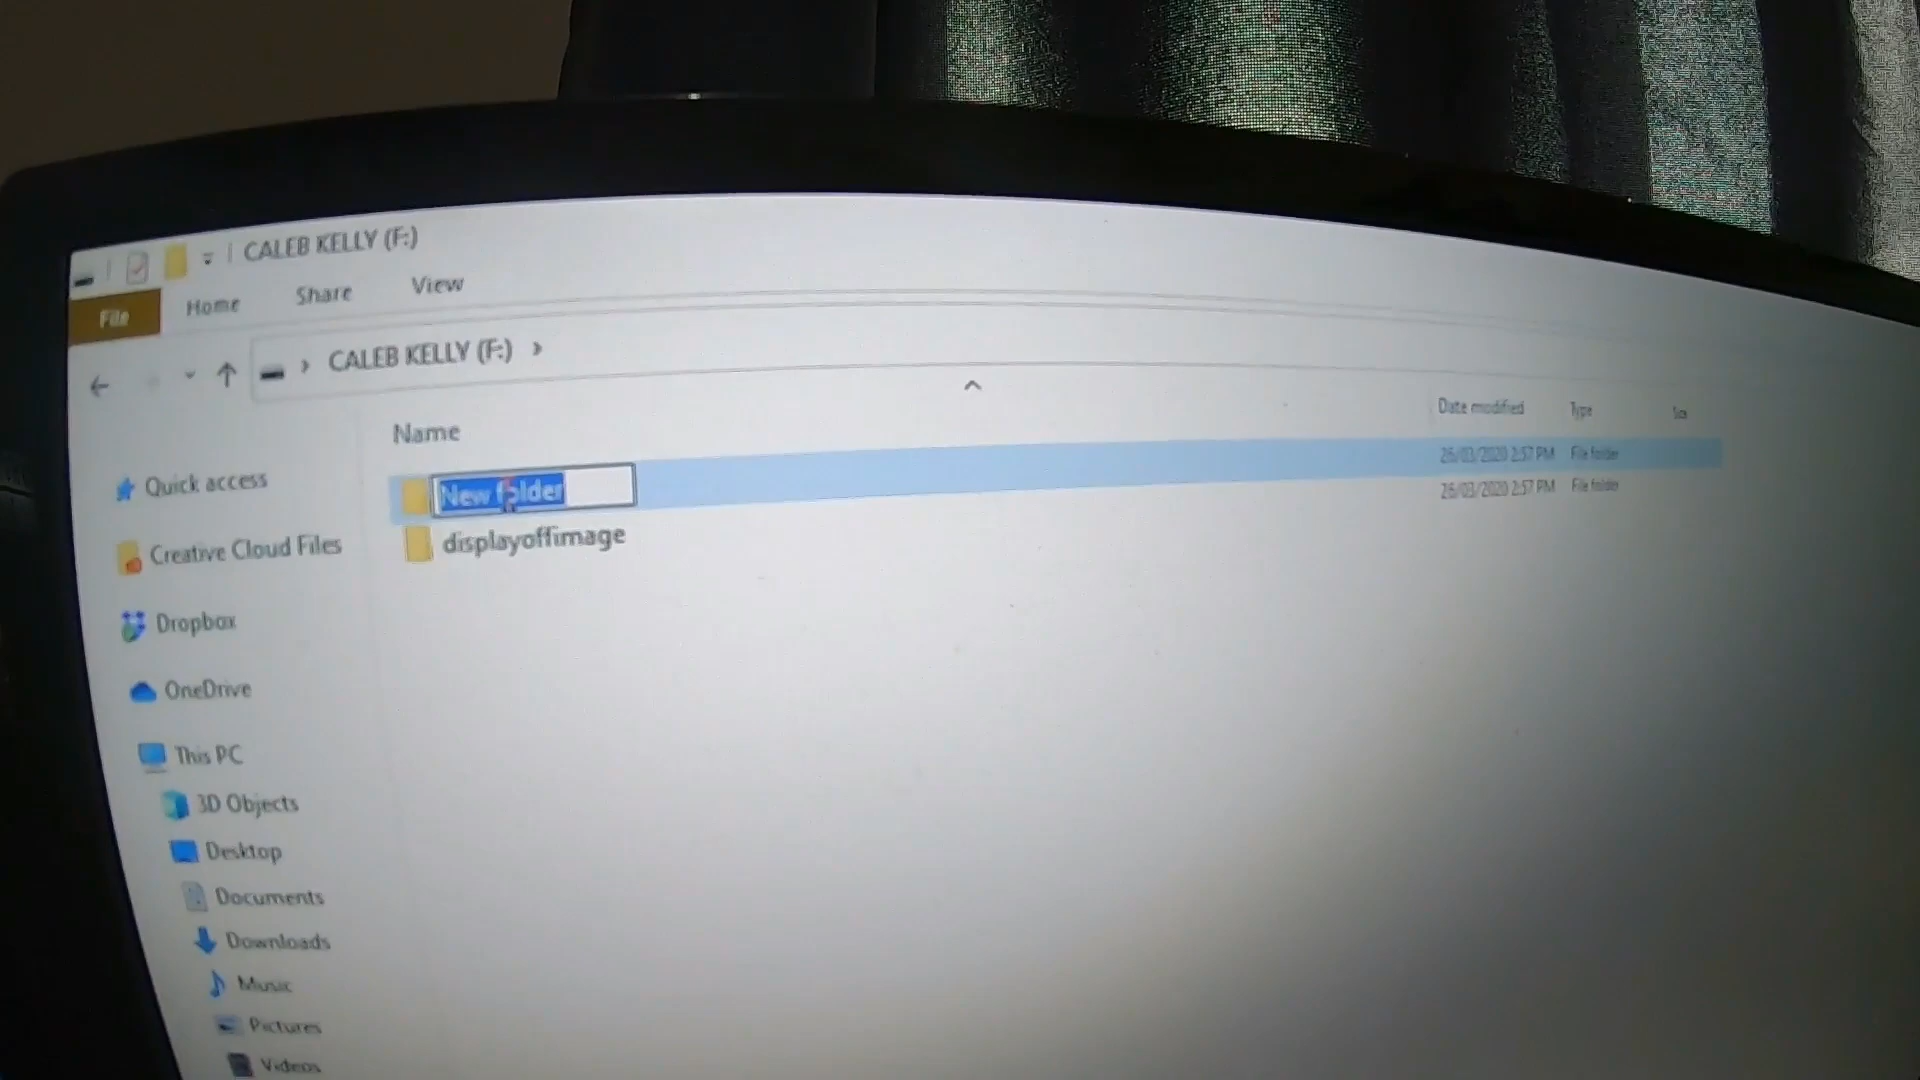 CALEB KELLY (F:)
File Home Share View
CALEB KELLY (F:)
Name Date modified Type
New folder 26/03/2020 2:57 PM File folder
displayoffimage 26/03/2020 2:57 PM File folder
Quick access
Creative Cloud Files
Dropbox
OneDrive
This PC
3D Objects
Desktop
Documents
Downloads
Music
Pictures
Videos